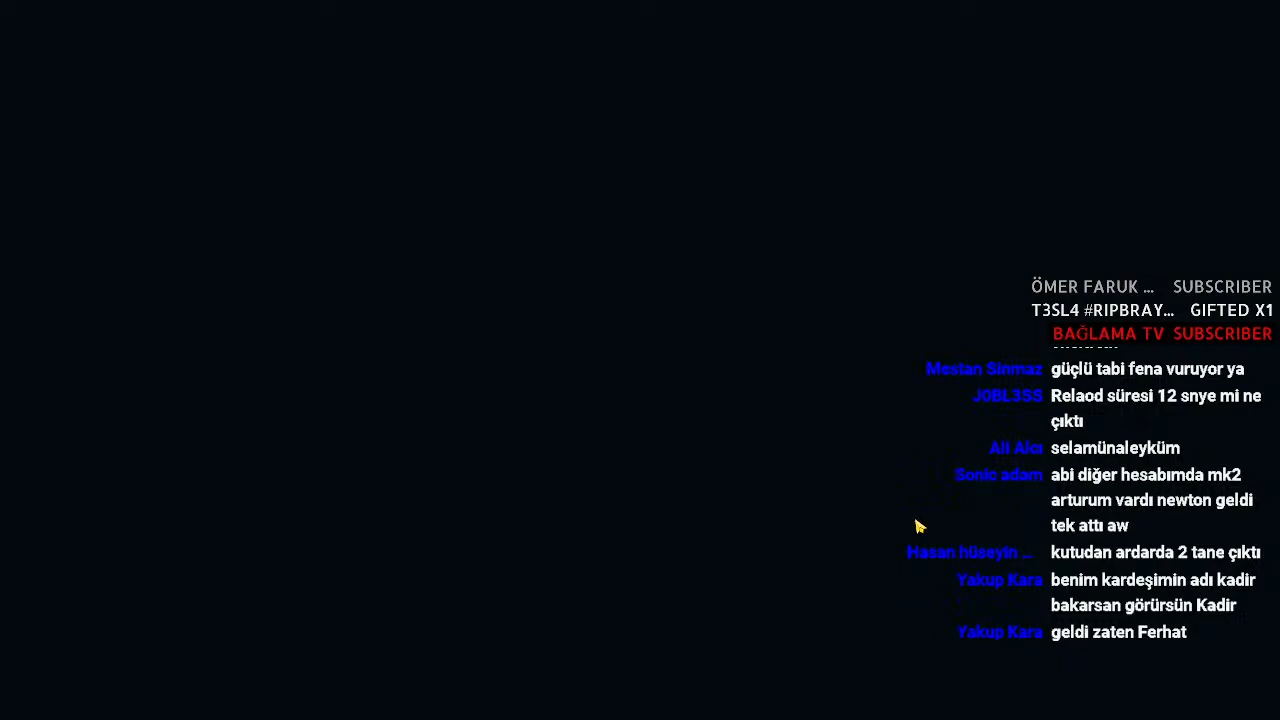 ÖMER FARUK ... SUBSCRIBER
T3SL4 #RIPBRAY... GIFTED X1
BAĞLAMA TV SUBSCRIBER
Mestan Sinmaz güçlü tabi fena vuruyor ya
J0BL3SS Relaod süresi 12 snye mi ne
çıktı
Ali Alcı selamünaleyküm
Sonic adam abi diğer hesabımda mk2
arturum vardı newton geldi
tek attı aw
Hasan hüseyin ... kutudan ardarda 2 tane çıktı
Yakup Kara benim kardeşimin adı kadir
bakarsan görürsün Kadir
Yakup Kara geldi zaten Ferhat